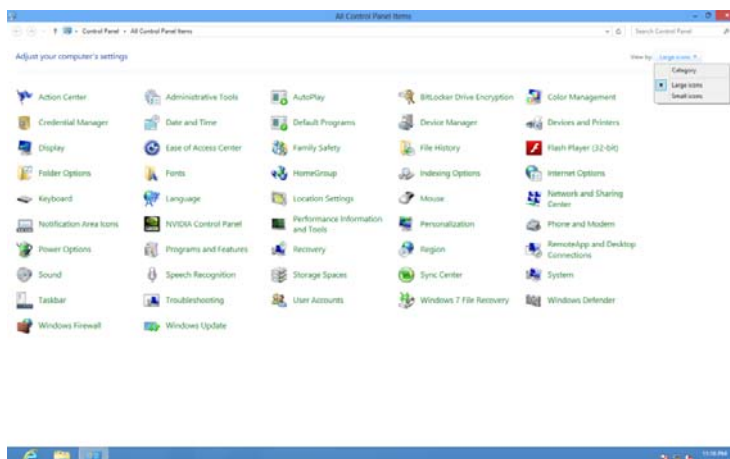 All Control Panel Items
Control Panel
All Control Panel Items
Search Control Panel
Adjust your computer's settings
View by: Large icons
Category
Large icons
Small icons
Action Center
Administrative Tools
AutoPlay
BitLocker Drive Encryption
Color Management
Credential Manager
Date and Time
Default Programs
Device Manager
Devices and Printers
Display
Ease of Access Center
Family Safety
File History
Flash Player (32-bit)
Folder Options
Fonts
HomeGroup
Indexing Options
Internet Options
Keyboard
Language
Location Settings
Mouse
Network and Sharing
Center
Notification Area Icons
NVIDIA Control Panel
Performance Information
and Tools
Personalization
Phone and Modem
Power Options
Programs and Features
Recovery
Region
RemoteApp and Desktop
Connections
Sound
Speech Recognition
Storage Spaces
Sync Center
System
Taskbar
Troubleshooting
User Accounts
Windows 7 File Recovery
Windows Defender
Windows Firewall
Windows Update